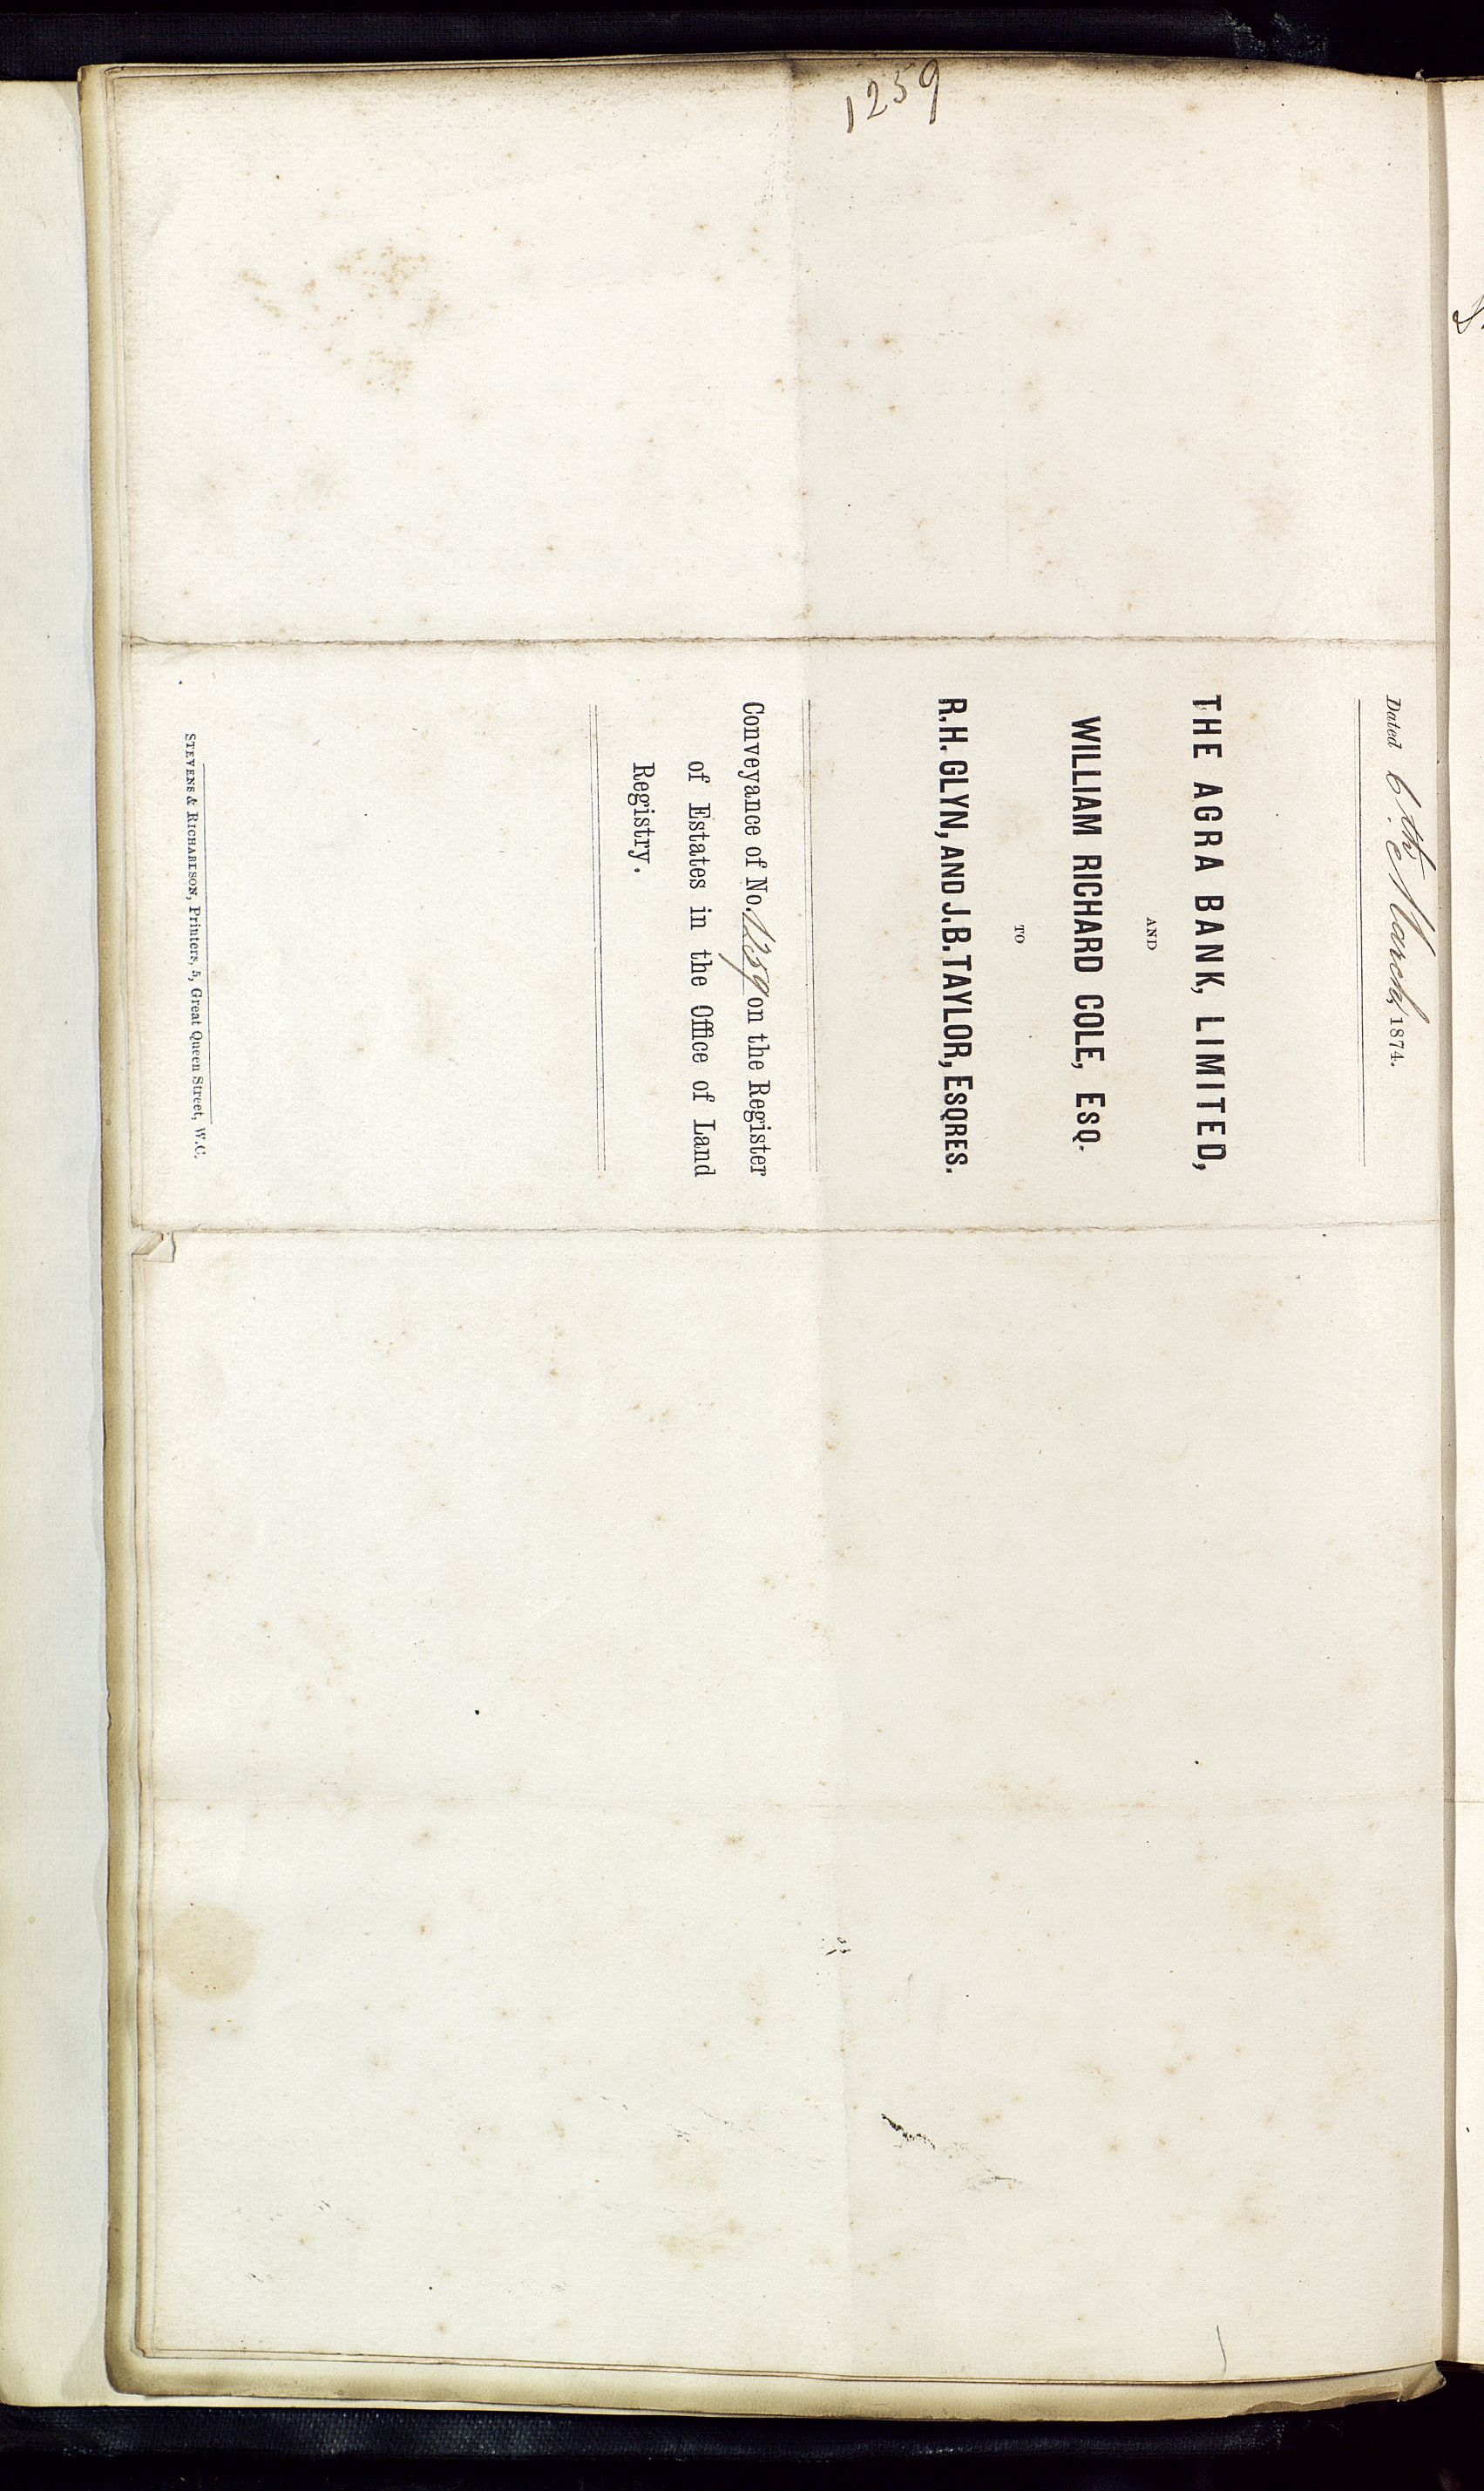 1259
Dated 6th March 1874.
THE AGRA BANK, LIMITED,
AND
WILLIAM RICHARD COLE, ESQ.
TO
R.H. GLYN, AND J.B. TAYLOR, ESQRES.
Conveyance of No. 1259 on the Register
of Estates in the Office of Land
Registry.
STEVENS & RICHARDSON, Printers, 5, Great Queen Street, W.C.